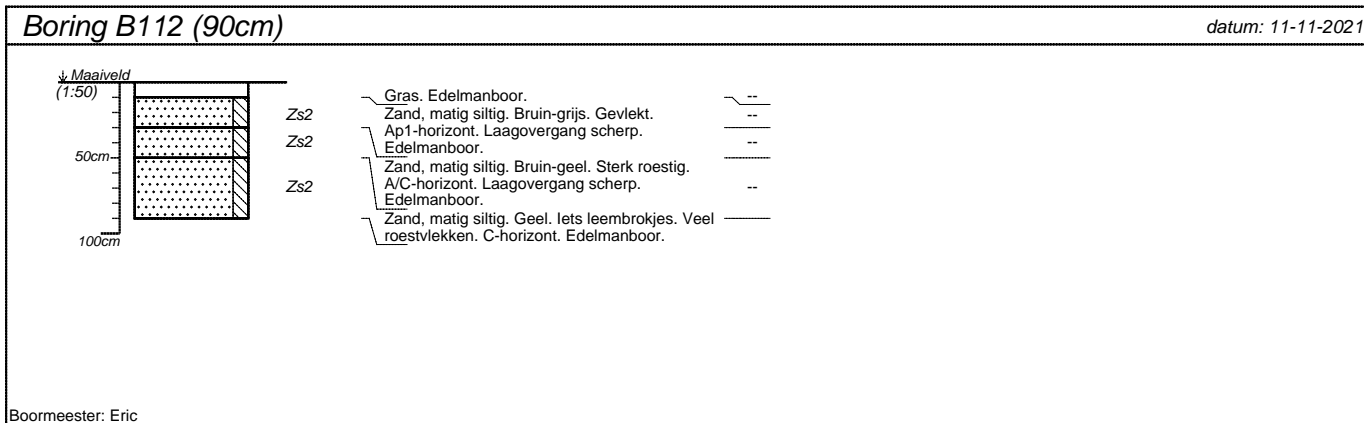 Boring B112 (90cm)
datum: 11-11-2021
Maaiveld
(1:50)
50cm
100cm
Zs2
Zs2
Zs2
Gras. Edelmanboor.
Zand, matig siltig. Bruin-grijs. Gevlekt.
Ap1-horizont. Laagovergang scherp.
Edelmanboor.
Zand, matig siltig. Bruin-geel. Sterk roestig.
A/C-horizont. Laagovergang scherp.
Edelmanboor.
Zand, matig siltig. Geel. Iets leembrokjes. Veel
roestvlekken. C-horizont. Edelmanboor.
--
--
--
--
Boormeester: Eric